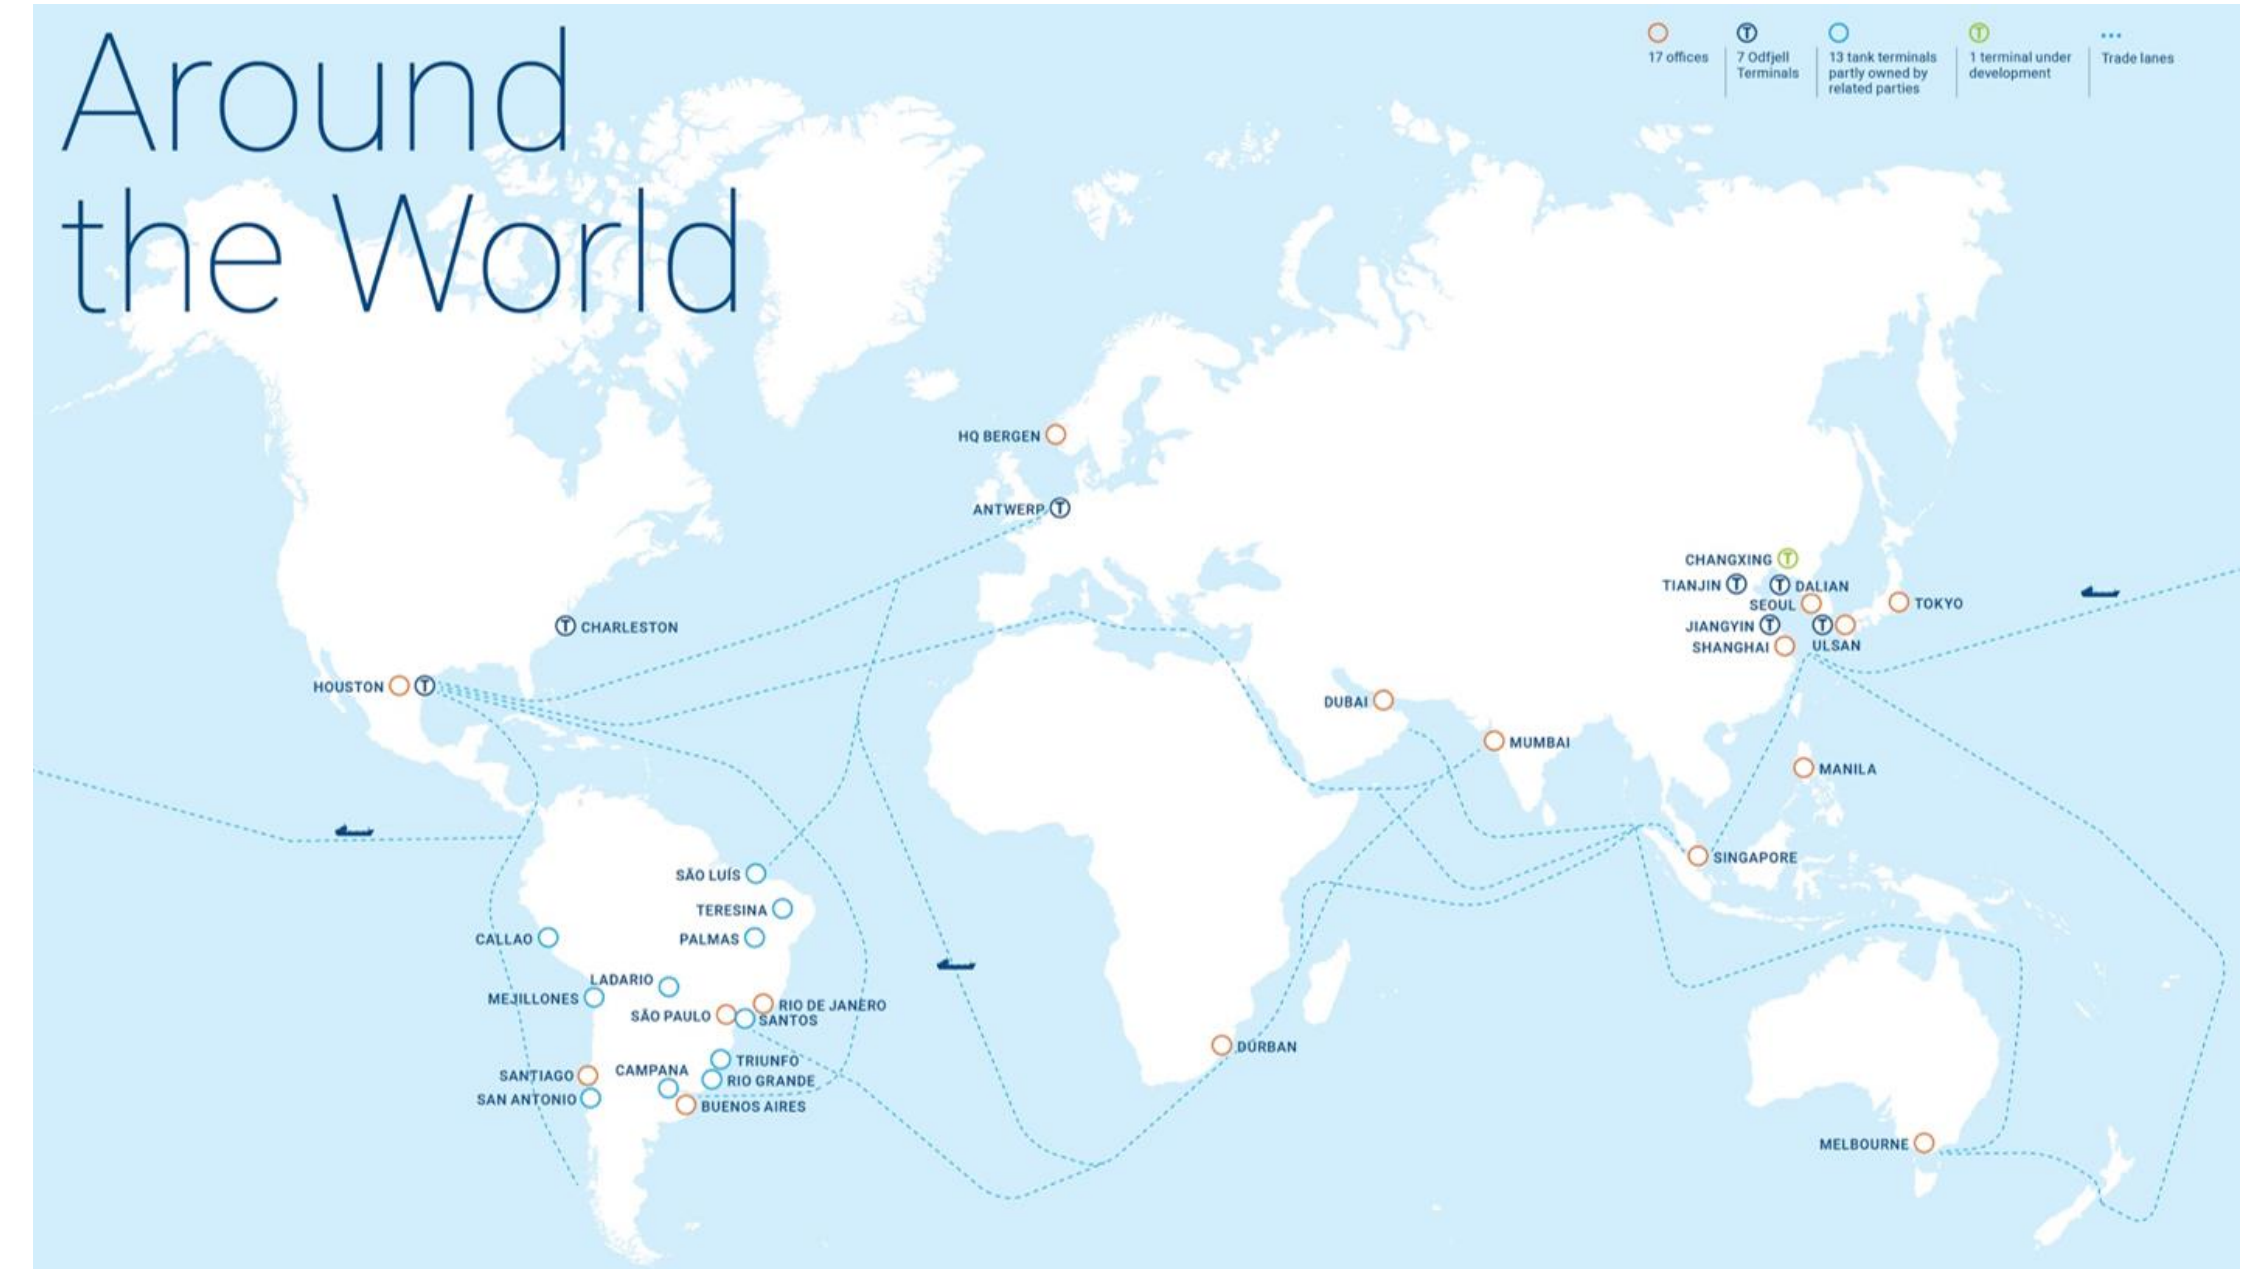 Around
the World
17 offices
7 Odfjell
Terminals
13 tank terminals
partly owned by
related parties
1 terminal under
development
Trade lanes
HQ BERGEN
ANTWERP
CHARLESTON
HOUSTON
CHANGXING
TIANJIN
DALIAN
SEOUL
TOKYO
JIANGYIN
SHANGHAI
ULSAN
DUBAI
MUMBAI
MANILA
SINGAPORE
SÃO LUÍS
TERESINA
CALLAO
PALMAS
LADARIO
MEJILLONES
SÃO PAULO
RIO DE JANERO
SANTOS
DURBAN
TRIUNFO
SANTIAGO
CAMPANA
RIO GRANDE
SAN ANTONIO
BUENOS AIRES
MELBOURNE
T
T
T
T
T
T
T
T
T
T